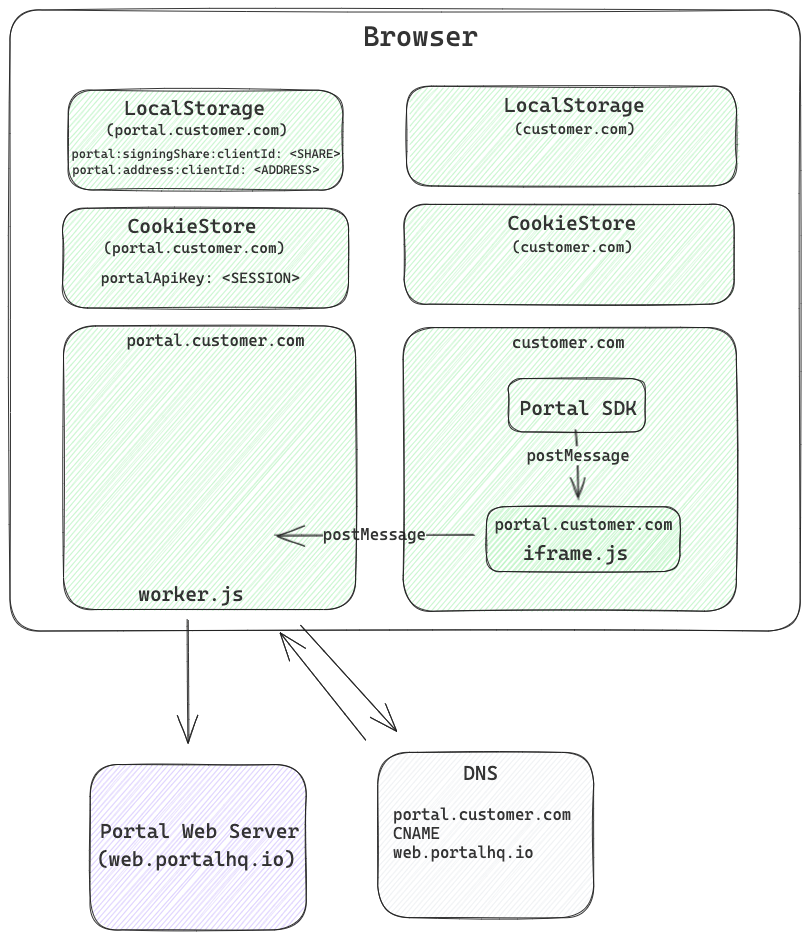 Browser
LocalStorage
(portal.customer.com)
portal:signingShare:clientId: <SHARE>
portal:address:clientId: <ADDRESS>
LocalStorage
(customer.com)
CookieStore
(portal.customer.com)
portalApiKey: <SESSION>
CookieStore
(customer.com)
portal.customer.com
worker.js
customer.com
Portal SDK
postMessage
portal.customer.com
iframe.js
postMessage
Portal Web Server
(web.portalhq.io)
DNS
portal.customer.com
CNAME
web.portalhq.io